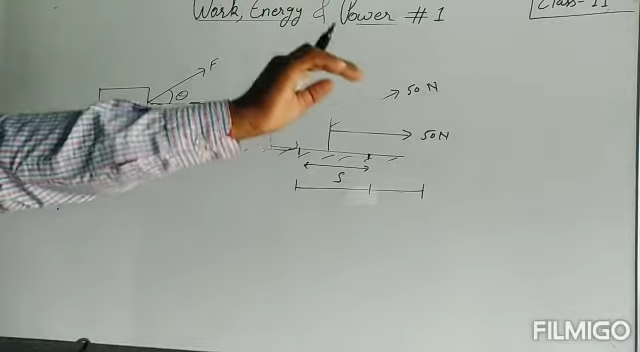 Work, Energy & Power # 1
Class-11
F
θ
50 N
50N
S
FILMIGO